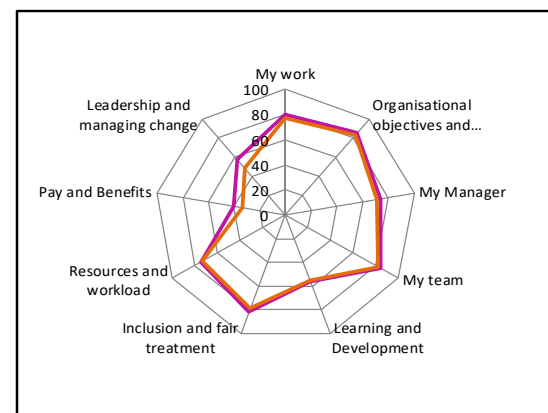 My work
Organisational
objectives and...
My Manager
My team
Learning and
Development
Inclusion and fair
treatment
Resources and
workload
Pay and Benefits
Leadership and
managing change
100
80
60
40
20
0